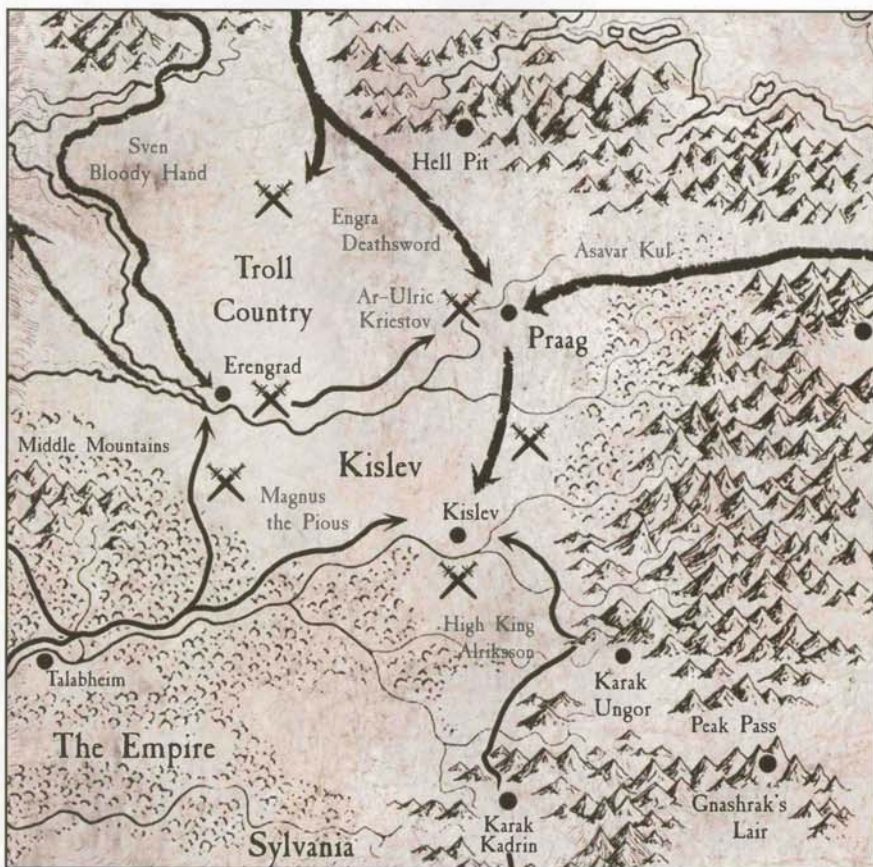 Sven
Bloody Hand
Hell Pit
Engra
Deathsword
Asavar Kul
Troll
Country
Ar-Ulric
Kriestov
Praag
Erengrad
Middle Mountains
Kislev
Magnus
the Pious
Kislev
High King
Alriksson
Talabheim
Karak
Ungor
Peak Pass
The Empire
Gnashrak's
Lair
Karak
Kadrin
Sylvania